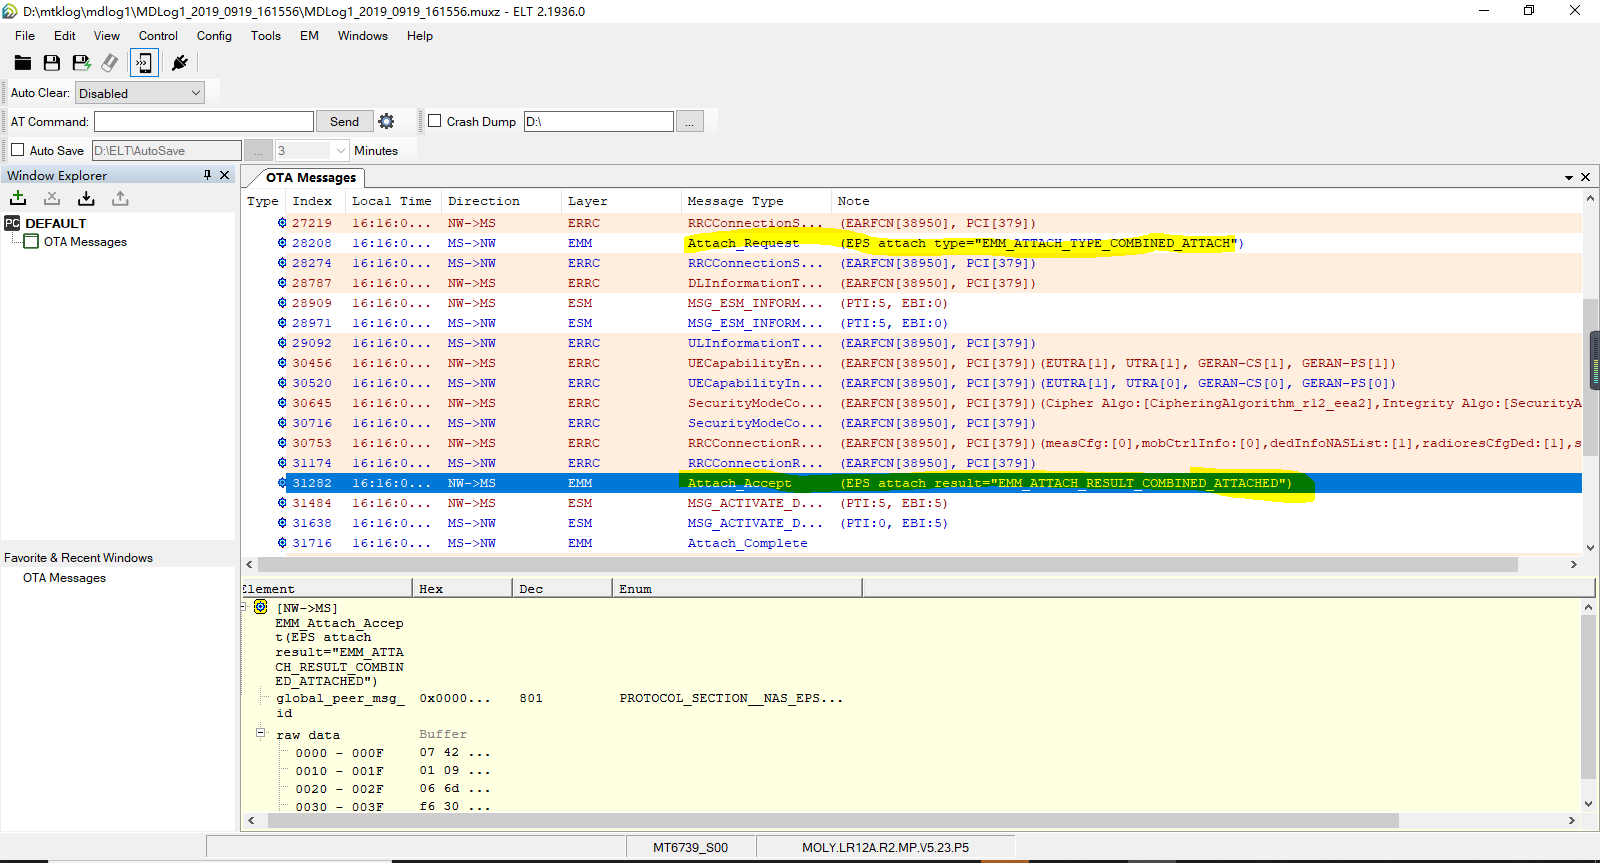 D:\mtklog\mdlog1\MDLog1_2019_0919_161556\MDLog1_2019_0919_161556.muxz - ELT 2.1936.0
File Edit View Control Config Tools EM Windows Help
Auto Clear: Disabled
AT Command: Send Crash Dump D:\ ...
Auto Save D:\ELT\AutoSave ... 3 Minutes
Window Explorer
PC DEFAULT
OTA Messages
Favorite & Recent Windows
OTA Messages
OTA Messages
Type Index Local Time Direction Layer Message Type Note
27219 16:16:0... NW->MS ERRC RRCConnectionS... (EARFCN[38950], PCI[379])
28208 16:16:0... MS->NW EMM Attach_Request (EPS attach type="EMM_ATTACH_TYPE_COMBINED_ATTACH")
28274 16:16:0... MS->NW ERRC RRCConnectionS... (EARFCN[38950], PCI[379])
28787 16:16:0... NW->MS ERRC DLInformationT... (EARFCN[38950], PCI[379])
28909 16:16:0... NW->MS ESM MSG_ESM_INFORM... (PTI:5, EBI:0)
28971 16:16:0... MS->NW ESM MSG_ESM_INFORM... (PTI:5, EBI:0)
29092 16:16:0... MS->NW ERRC ULInformationT... (EARFCN[38950], PCI[379])
30456 16:16:0... NW->MS ERRC UECapabilityEn... (EARFCN[38950], PCI[379])(EUTRA[1], UTRA[1], GERAN-CS[1], GERAN-PS[1])
30520 16:16:0... MS->NW ERRC UECapabilityIn... (EARFCN[38950], PCI[379])(EUTRA[1], UTRA[0], GERAN-CS[0], GERAN-PS[0])
30645 16:16:0... NW->MS ERRC SecurityModeCo... (EARFCN[38950], PCI[379])(Cipher Algo:[CipheringAlgorithm_r12_eea2],Integrity Algo:[SecurityA
30716 16:16:0... MS->NW ERRC SecurityModeCo... (EARFCN[38950], PCI[379])
30753 16:16:0... NW->MS ERRC RRCConnectionR... (EARFCN[38950], PCI[379])(measCfg:[0],mobCtrlInfo:[0],dedInfoNASList:[1],radioresCfgDed:[1],s
31174 16:16:0... MS->NW ERRC RRCConnectionR... (EARFCN[38950], PCI[379])
31282 16:16:0... NW->MS EMM Attach_Accept (EPS attach result="EMM_ATTACH_RESULT_COMBINED_ATTACHED")
31484 16:16:0... NW->MS ESM MSG_ACTIVATE_D... (PTI:5, EBI:5)
31638 16:16:0... MS->NW ESM MSG_ACTIVATE_D... (PTI:0, EBI:5)
31716 16:16:0... MS->NW EMM Attach_Complete
Element Hex Dec Enum
[NW->MS]
EMM_Attach_Accep
t(EPS attach
result="EMM_ATTA
CH_RESULT_COMBIN
ED_ATTACHED")
global_peer_msg_ 0x0000... 801 PROTOCOL_SECTION__NAS_EPS...
id
raw data Buffer
0000 - 000F 07 42 ...
0010 - 001F 01 09 ...
0020 - 002F 06 6d ...
0030 - 003F f6 30 ...
MT6739_S00 MOLY.LR12A.R2.MP.V5.23.P5